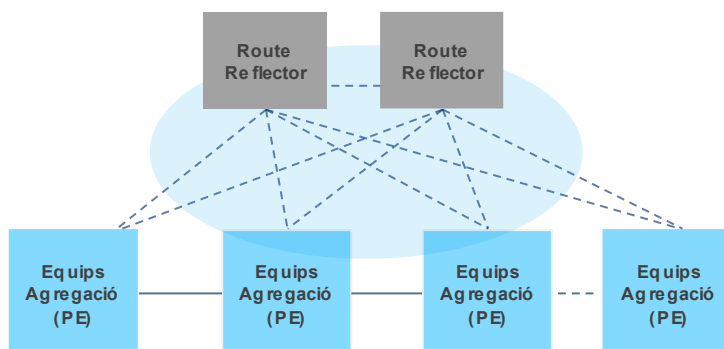 Route
Reflector
Route
Reflector
Equips
Agregació
(PE)
Equips
Agregació
(PE)
Equips
Agregació
(PE)
Equips
Agregació
(PE)